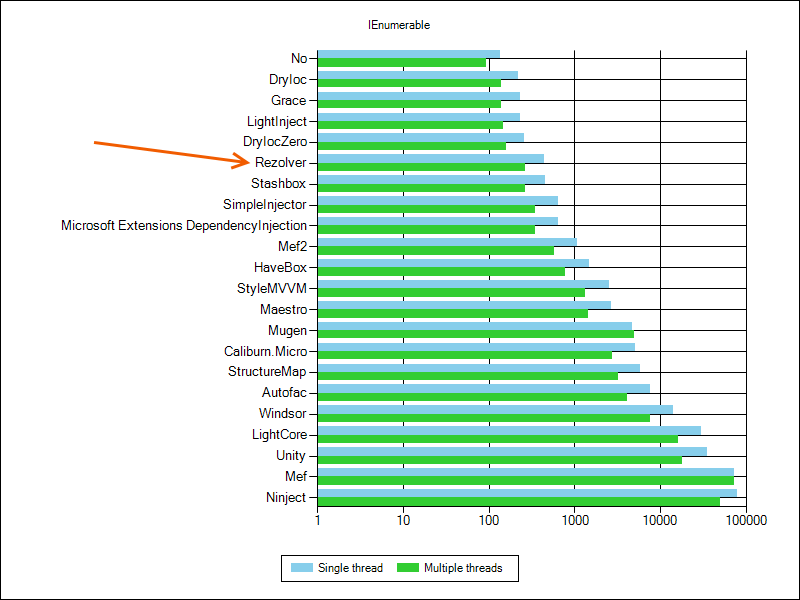 IEnumerable
No
DryIoc
Grace
LightInject
DryIocZero
Rezolver
Stashbox
SimpleInjector
Microsoft Extensions DependencyInjection
Mef2
HaveBox
StyleMVVM
Maestro
Mugen
Caliburn.Micro
StructureMap
Autofac
Windsor
LightCore
Unity
Mef
Ninject
1 10 100 1000 10000 100000
Single thread Multiple threads